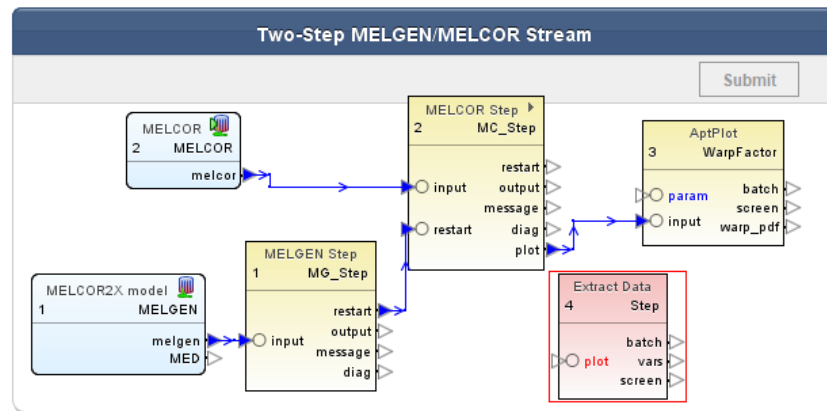 Two-Step MELGEN/MELCOR Stream
Submit
MELCOR
2 MELCOR
melcor
MELCOR Step
2 MC_Step
restart
output
input
message
restart
diag
plot
AptPlot
3 WarpFactor
batch
param
screen
input
warp_pdf
MELCOR2X model
1 MELGEN
melgen
MED
MELGEN Step
1 MG_Step
restart
output
input
message
diag
Extract Data
4 Step
batch
plot vars
screen